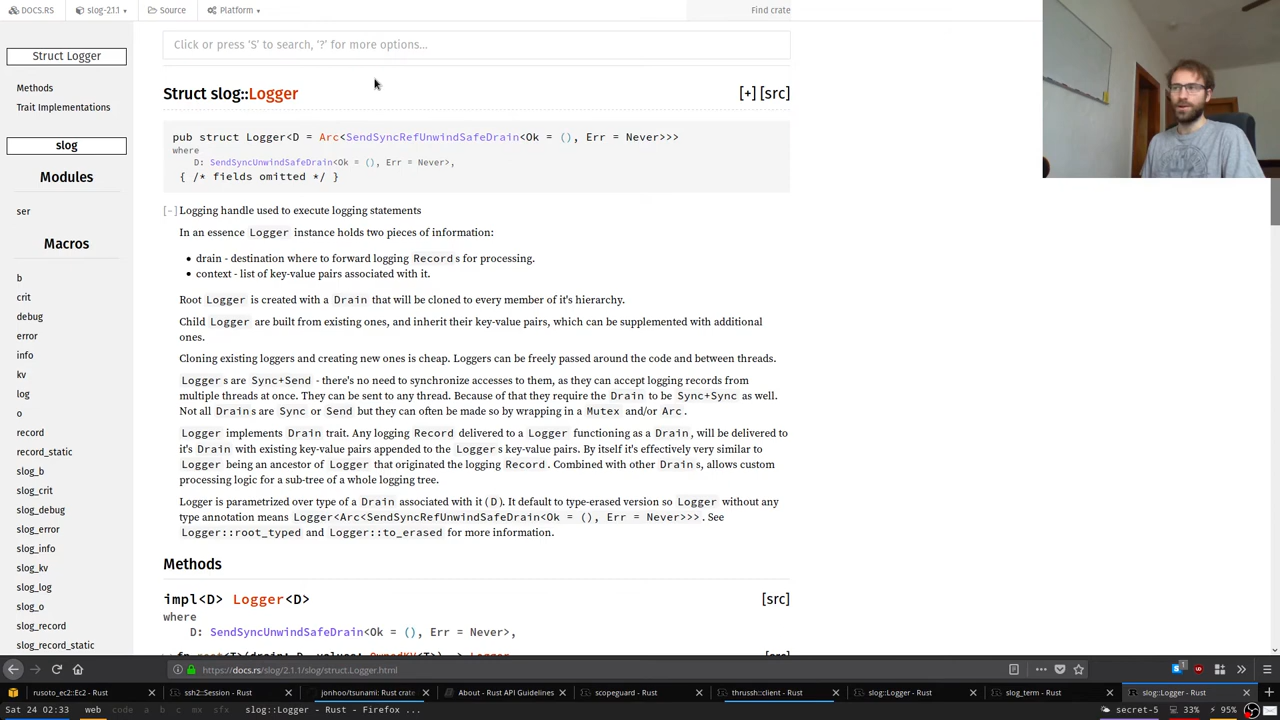 DOCS.RS
slog-2.1.1
Source
Platform
Find crate
Struct Logger
Methods
Trait Implementations
slog
Modules
ser
Macros
b
crit
debug
error
info
kv
log
o
record
record_static
slog_b
slog_crit
slog_debug
slog_error
slog_info
slog_kv
slog_log
slog_o
slog_record
slog_record_static
Click or press ‘S’ to search, ‘?’ for more options...
Struct slog::Logger
[+] [src]
pub struct Logger<D = Arc<SendSyncRefUnwindSafeDrain<Ok = (), Err = Never>>>
where
D: SendSyncUnwindSafeDrain<Ok = (), Err = Never>,
{ /* fields omitted */ }
[-] Logging handle used to execute logging statements
In an essence Logger instance holds two pieces of information:
• drain - destination where to forward logging Records for processing.
• context - list of key-value pairs associated with it.
Root Logger is created with a Drain that will be cloned to every member of it's hierarchy.
Child Logger are built from existing ones, and inherit their key-value pairs, which can be supplemented with additional
ones.
Cloning existing loggers and creating new ones is cheap. Loggers can be freely passed around the code and between threads.
Loggers are Sync+Send - there's no need to synchronize accesses to them, as they can accept logging records from
multiple threads at once. They can be sent to any thread. Because of that they require the Drain to be Sync+Sync as well.
Not all Drains are Sync or Send but they can often be made so by wrapping in a Mutex and/or Arc.
Logger implements Drain trait. Any logging Record delivered to a Logger functioning as a Drain, will be delivered to
it's Drain with existing key-value pairs appended to the Loggers key-value pairs. By itself it's effectively very similar to
Logger being an ancestor of Logger that originated the logging Record. Combined with other Drains, allows custom
processing logic for a sub-tree of a whole logging tree.
Logger is parametrized over type of a Drain associated with it (D). It default to type-erased version so Logger without any
type annotation means Logger<Arc<SendSyncRefUnwindSafeDrain<Ok = (), Err = Never>>>. See
Logger::root_typed and Logger::to_erased for more information.
Methods
impl<D> Logger<D>
[src]
where
D: SendSyncUnwindSafeDrain<Ok = (), Err = Never>,
https://docs.rs/slog/2.1.1/slog/struct.Logger.html
rusoto_ec2::Ec2 - Rust
ssh2::Session - Rust
jonhoo/tsunami: Rust crate
About - Rust API Guidelines
scopeguard - Rust
thrussh::client - Rust
slog::Logger - Rust
slog_term - Rust
slog::Logger - Rust
Sat 24 02:33
web
code
a
b
c
mx
sfx
slog::Logger - Rust - Firefox ...
secret-5
33%
95%